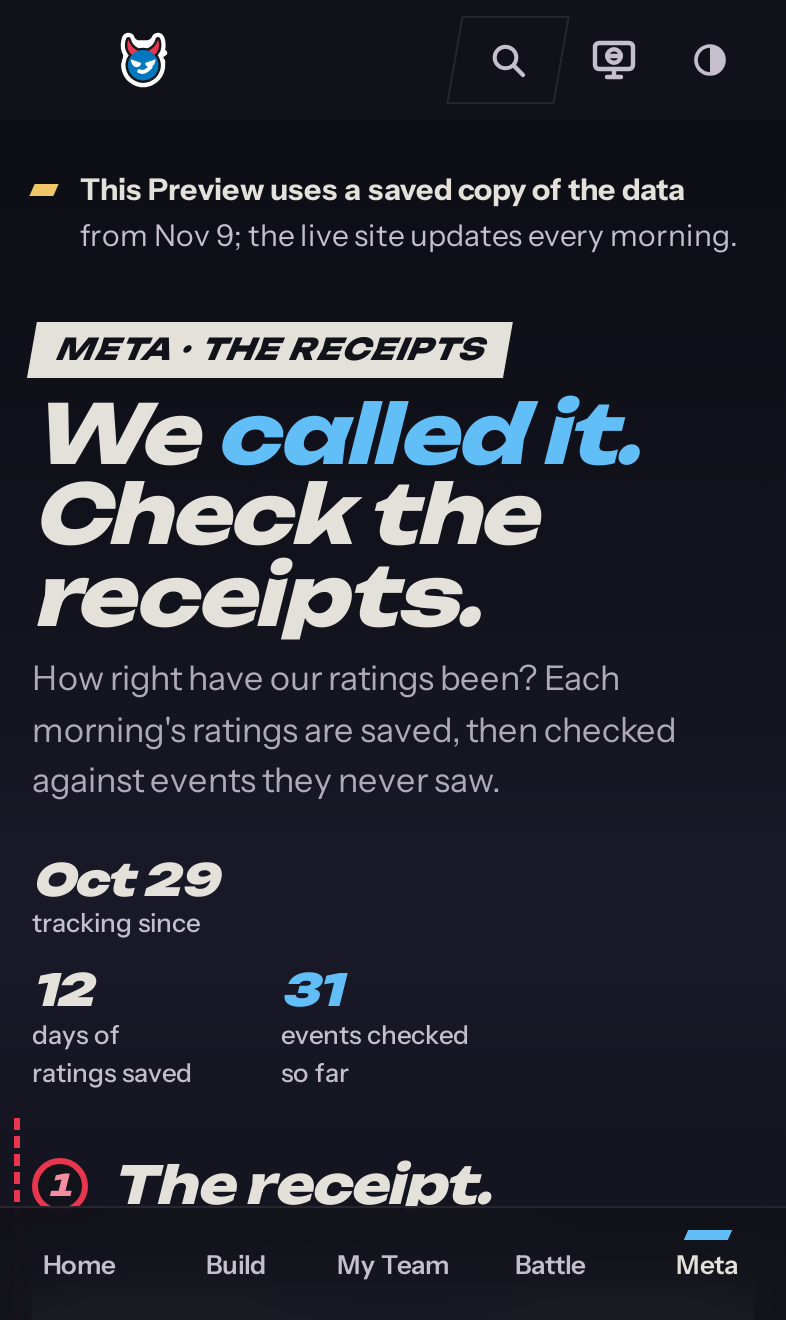 This Preview uses a saved copy of the data
from Nov 9; the live site updates every morning.
META · THE RECEIPTS
We called it.
Check the
receipts.
How right have our ratings been? Each
morning's ratings are saved, then checked
against events they never saw.
Oct 29
tracking since
12
days of
ratings saved
31
events checked
so far
1
The receipt.
Home
Build
My Team
Battle
Meta